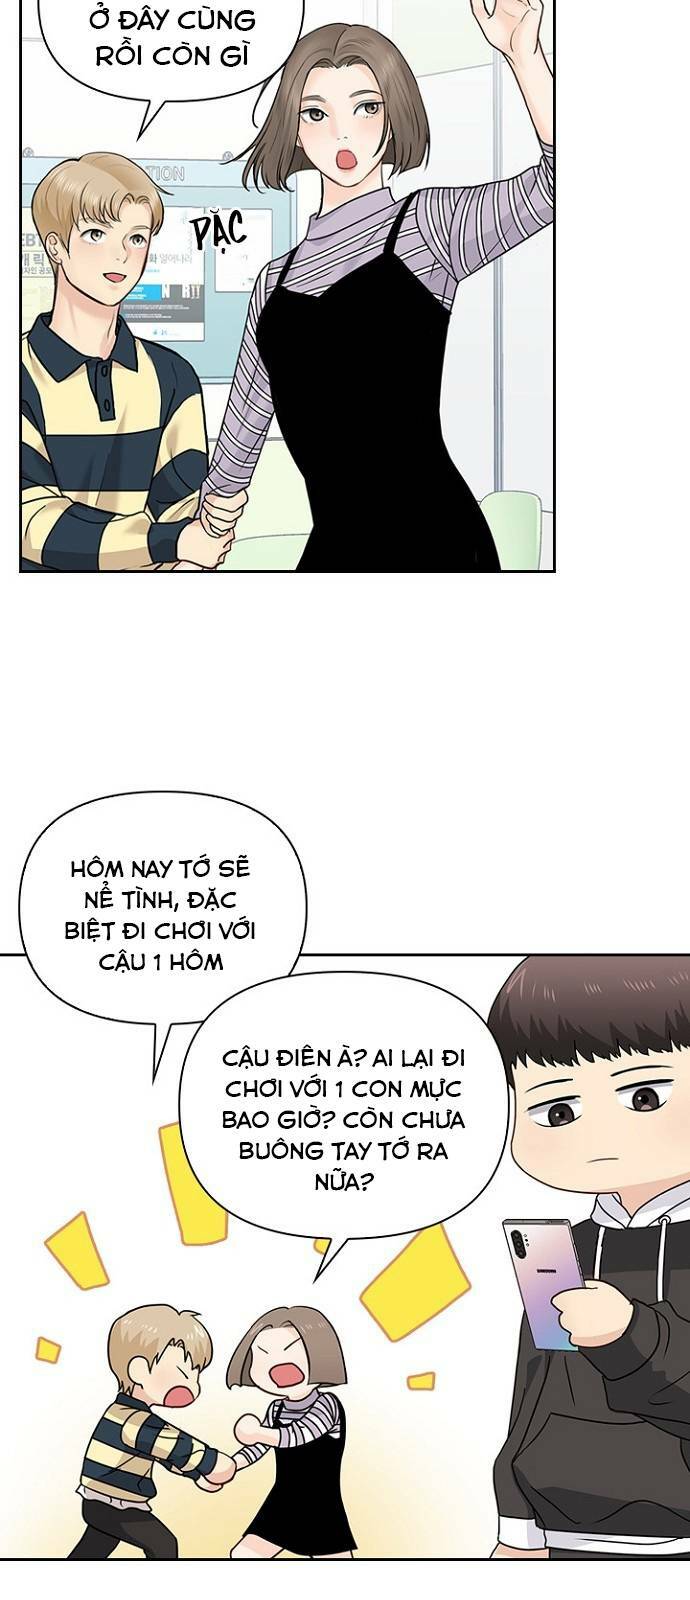 Ở ĐÂY CÙNG
RỒI CÒN GÌ
PẶC
HÔM NAY TỚ SẼ
NỂ TÌNH, ĐẶC
BIỆT ĐI CHƠI VỚI
CẬU 1 HÔM
CẬU ĐIÊN À? AI LẠI ĐI
CHƠI VỚI 1 CON MỰC
BAO GIỜ? CÒN CHƯA
BUÔNG TAY TỚ RA
NỮA?
SAMSUNG